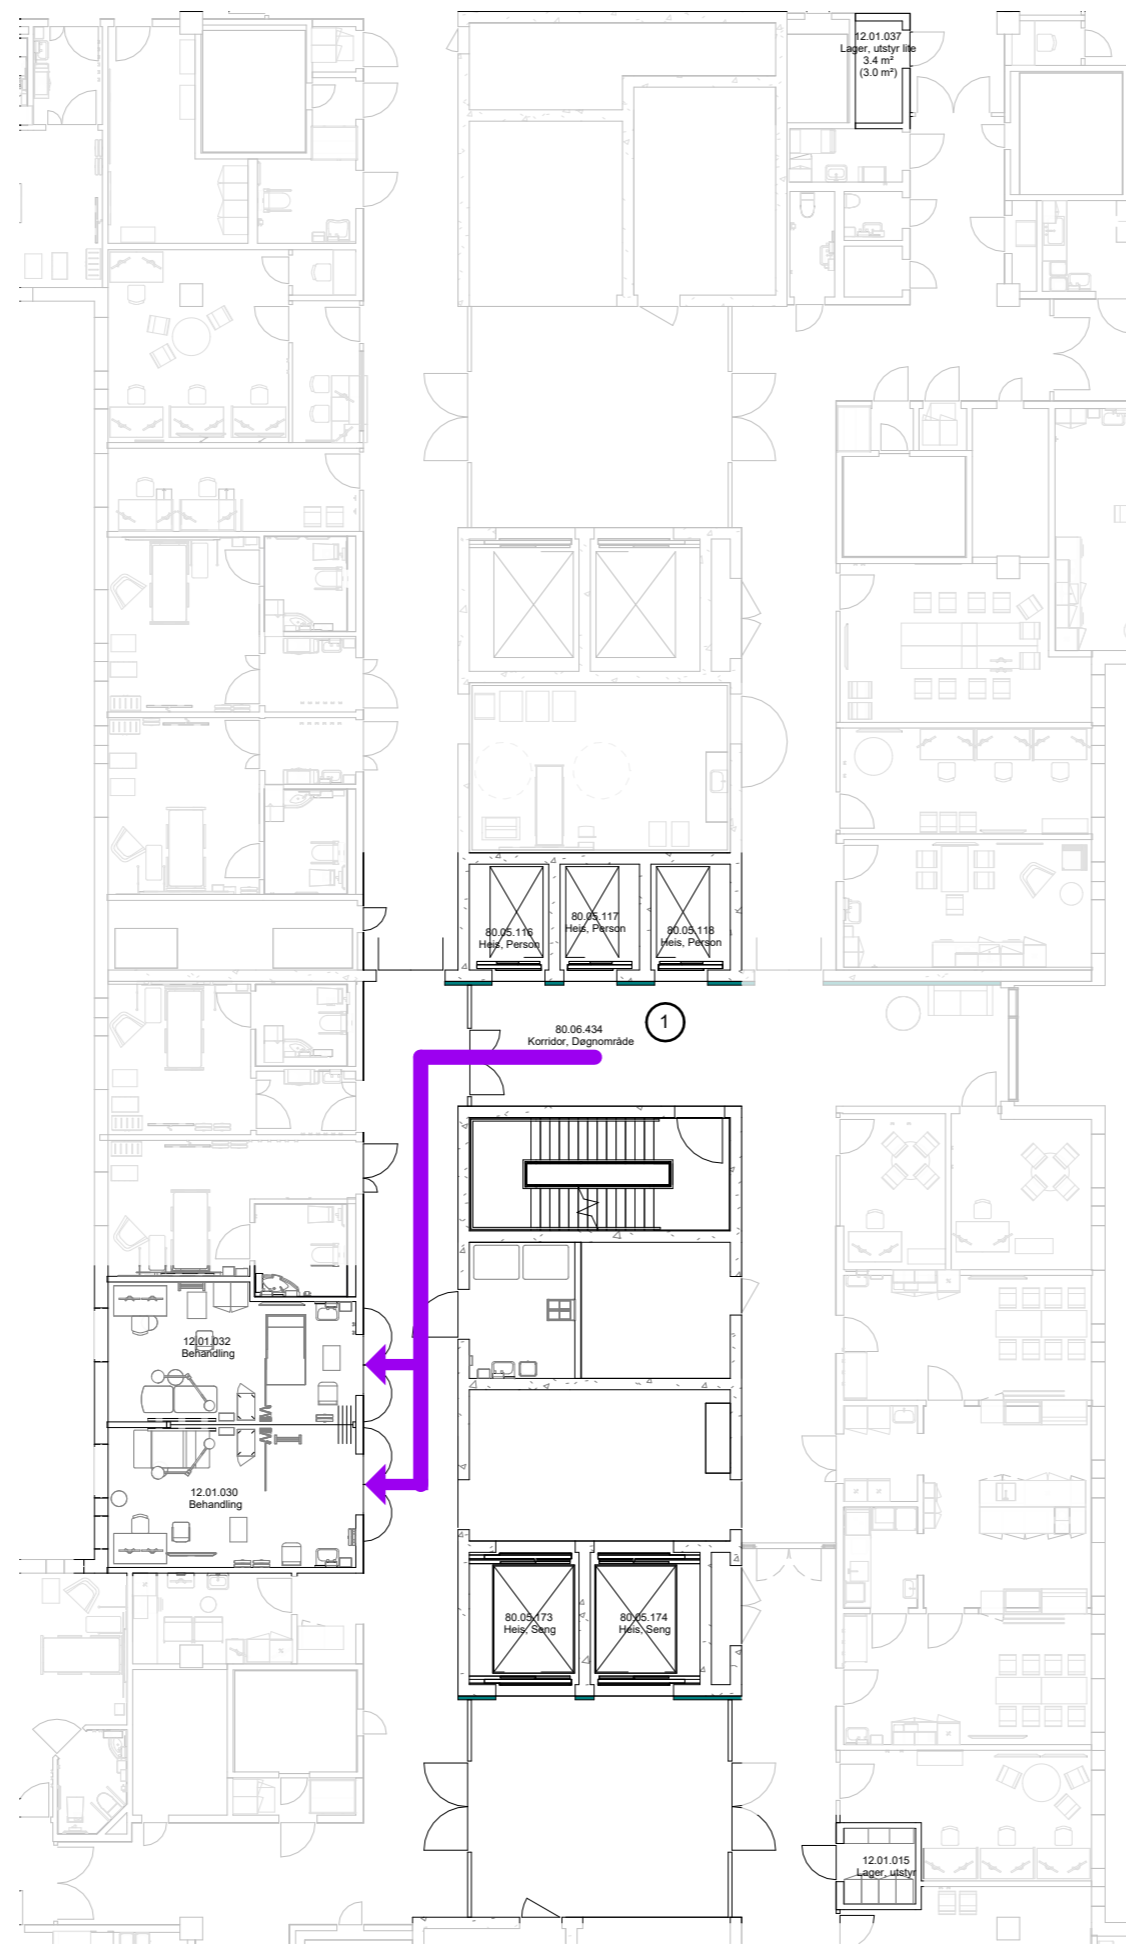 12.01.037
Lager, utstyr lite
3.4 m²
(3.0 m²)
80.05.116
Heis, Person
80.05.117
Heis, Person
80.05.118
Heis, Person
80.06.434
Korridor, Døgnområde
1
12.01.032
Behandling
12.01.030
Behandling
80.05.173
Heis, Seng
80.05.174
Heis, Seng
12.01.015
Lager, utstyr